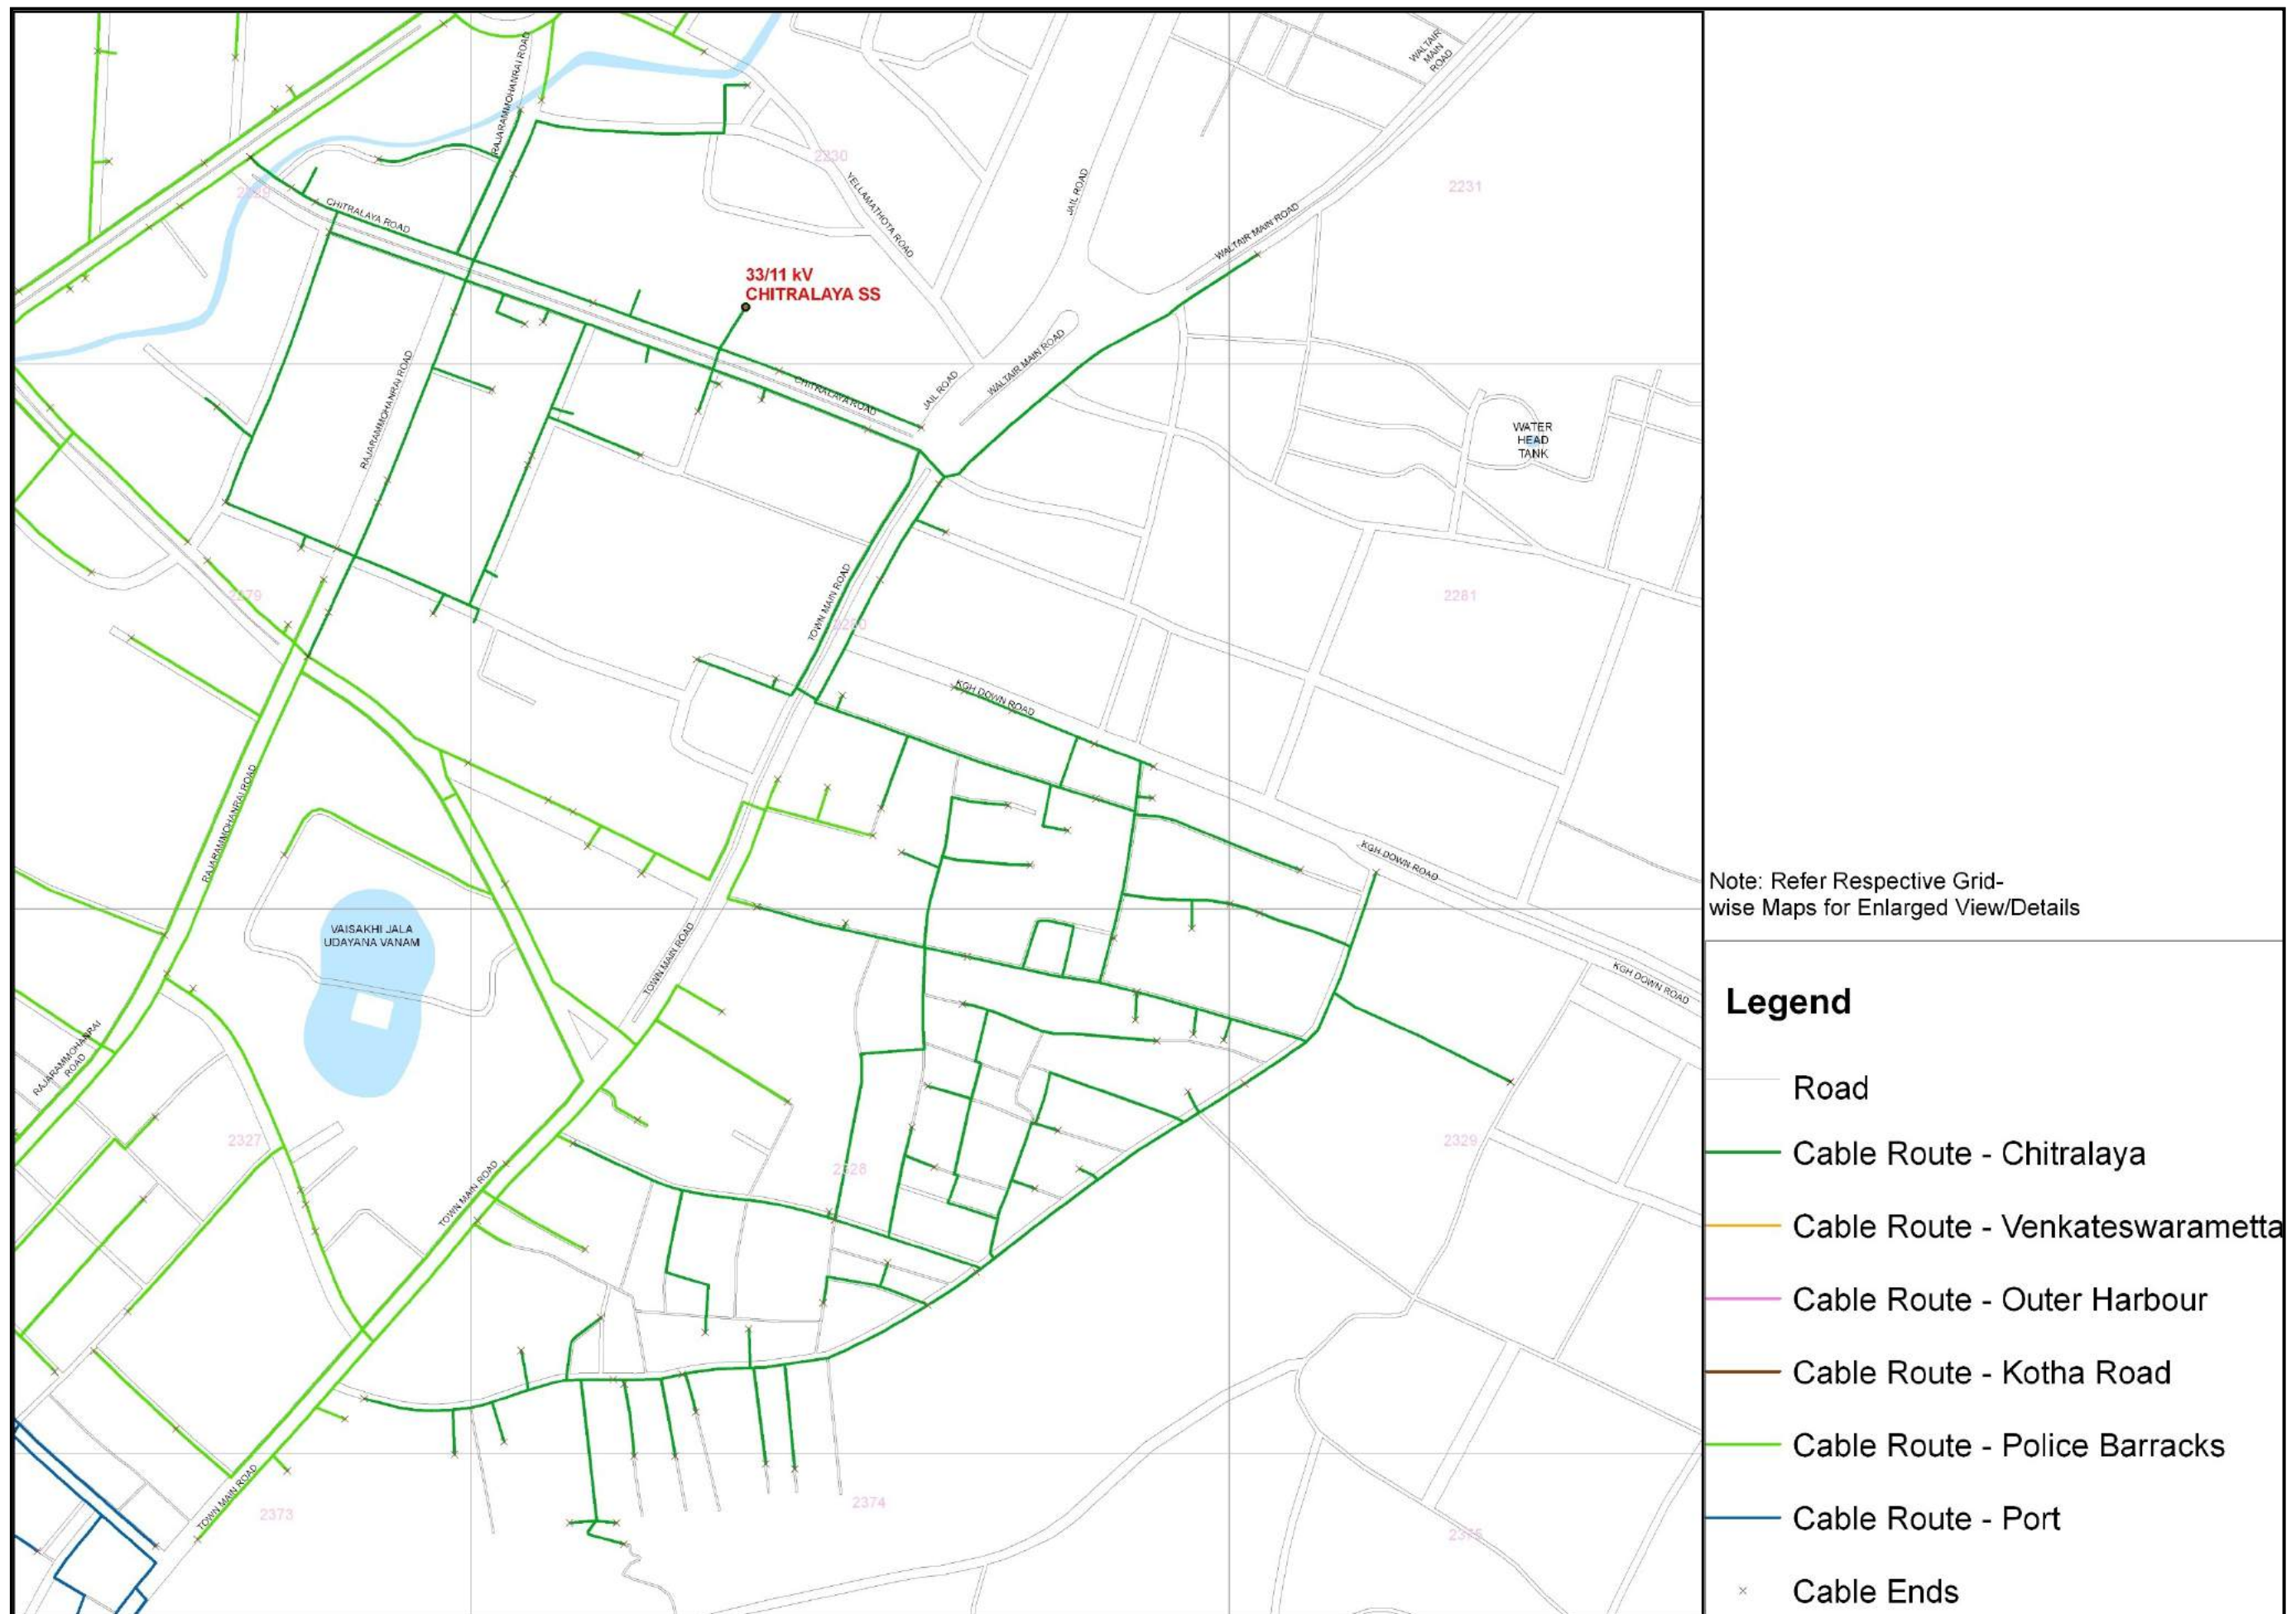 RAJARAMMOHANRAI ROAD
WALTAIR
MAIN
ROAD
2230
2231
2229
CHITRALAYA ROAD
YELLAMATHOTA ROAD
JAIL ROAD
WALTAIR MAIN ROAD
33/11 kV
CHITRALAYA SS
RAJARAMMOHANRAI ROAD
CHITRALAYA ROAD
JAIL ROAD
WALTAIR MAIN ROAD
WATER
HEAD
TANK
2279
TOWN MAIN ROAD
2280
2281
KGH DOWN ROAD
RAJARAMMOHANRAI ROAD
KGH DOWN ROAD
VAISAKHI JALA
UDAYANA VANAM
TOWN MAIN ROAD
KGH DOWN ROAD
RAJARAMMOHANRAI
ROAD
2327
2328
2329
TOWN MAIN ROAD
TOWN MAIN ROAD
2373
2374
2375
Note: Refer Respective Grid-
wise Maps for Enlarged View/Details
Legend
Road
Cable Route - Chitralaya
Cable Route - Venkateswarametta
Cable Route - Outer Harbour
Cable Route - Kotha Road
Cable Route - Police Barracks
Cable Route - Port
Cable Ends